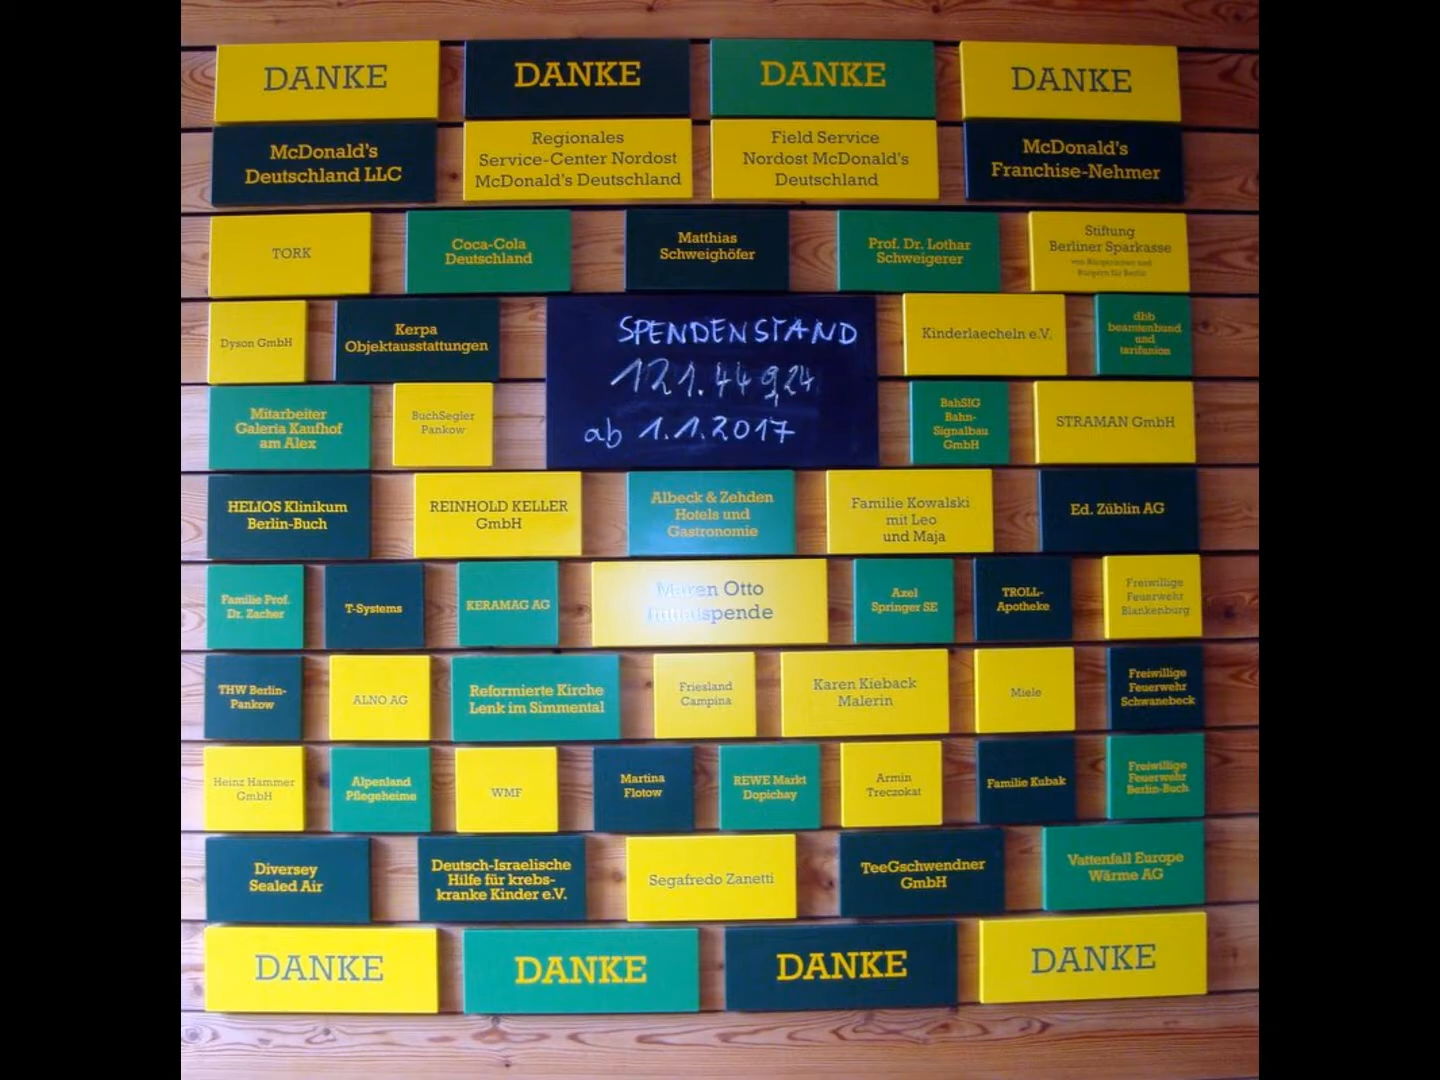 DANKE
DANKE
DANKE
DANKE
McDonald's
Deutschland LLC
Regionales
Service-Center Nordost
McDonald's Deutschland
Field Service
Nordost McDonald's
Deutschland
McDonald's
Franchise-Nehmer
TORK
Coca-Cola
Deutschland
Matthias
Schweighöfer
Prof. Dr. Lothar
Schweigerer
Stiftung
Berliner Sparkasse
von Bürgerinnen und
Bürgern für Berlin
Dyson GmbH
Kerpa
Objektausstattungen
SPENDENSTAND
121.449,24
ab 1.1.2017
Kinderlaecheln e.V.
dbb
beamtenbund
und
tarifunion
Mitarbeiter
Galeria Kaufhof
am Alex
BuchSegler
Pankow
BahSIG
Bahn-
Signalbau
GmbH
STRAMAN GmbH
HELIOS Klinikum
Berlin-Buch
REINHOLD KELLER
GmbH
Albeck & Zehden
Hotels und
Gastronomie
Familie Kowalski
mit Leo
und Maja
Ed. Züblin AG
Familie Prof.
Dr. Zacher
T-Systems
KERAMAG AG
Maren Otto
Initialspende
Axel
Springer SE
TROLL-
Apotheke
Freiwillige
Feuerwehr
Blankenburg
THW Berlin-
Pankow
ALNO AG
Reformierte Kirche
Lenk im Simmental
Friesland
Campina
Karen Kieback
Malerin
Miele
Freiwillige
Feuerwehr
Schwanebeck
Heinz Hammer
GmbH
Alpenland
Pflegeheime
WMF
Martina
Flotow
REWE Markt
Dopichay
Armin
Treczokat
Familie Kubak
Freiwillige
Feuerwehr
Berlin-Buch
Diversey
Sealed Air
Deutsch-Israelische
Hilfe für krebs-
kranke Kinder e.V.
Segafredo Zanetti
TeeGschwendner
GmbH
Vattenfall Europe
Wärme AG
DANKE
DANKE
DANKE
DANKE